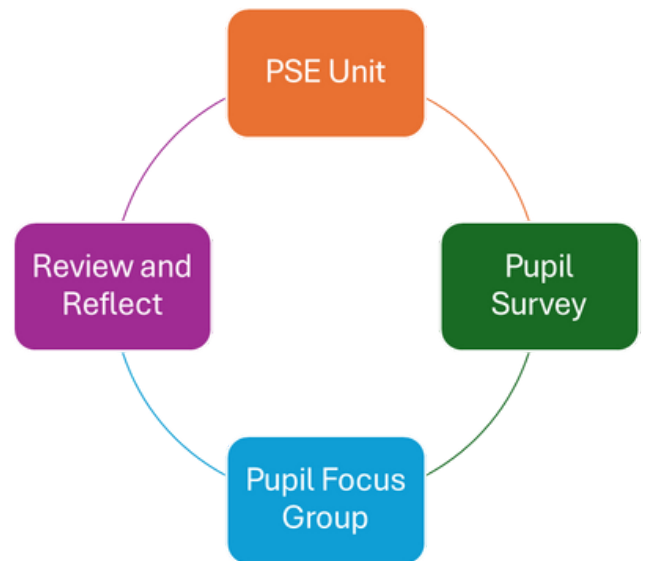 PSE Unit
Pupil
Survey
Pupil Focus
Group
Review and
Reflect